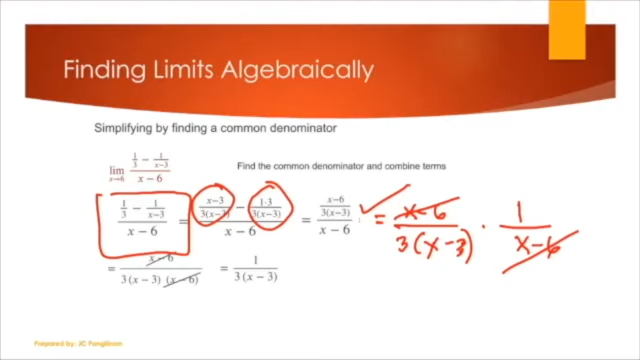 Finding Limits Algebraically
Simplifying by finding a common denominator
lim x→6 (1/3 − 1/(x−3))/(x − 6)
Find the common denominator and combine terms
(1/3 − 1/(x−3))/(x − 6) = ((x−3)/(3(x−3)) − (1·3)/(3(x−3)))/(x − 6) = ((x−6)/(3(x−3)))/(x − 6) = (x−6)/(3(x−3)) · 1/(x−6)
= (x − 6)/(3(x − 3)(x − 6)) = 1/(3(x − 3))
Prepared by: JC Pangilinan